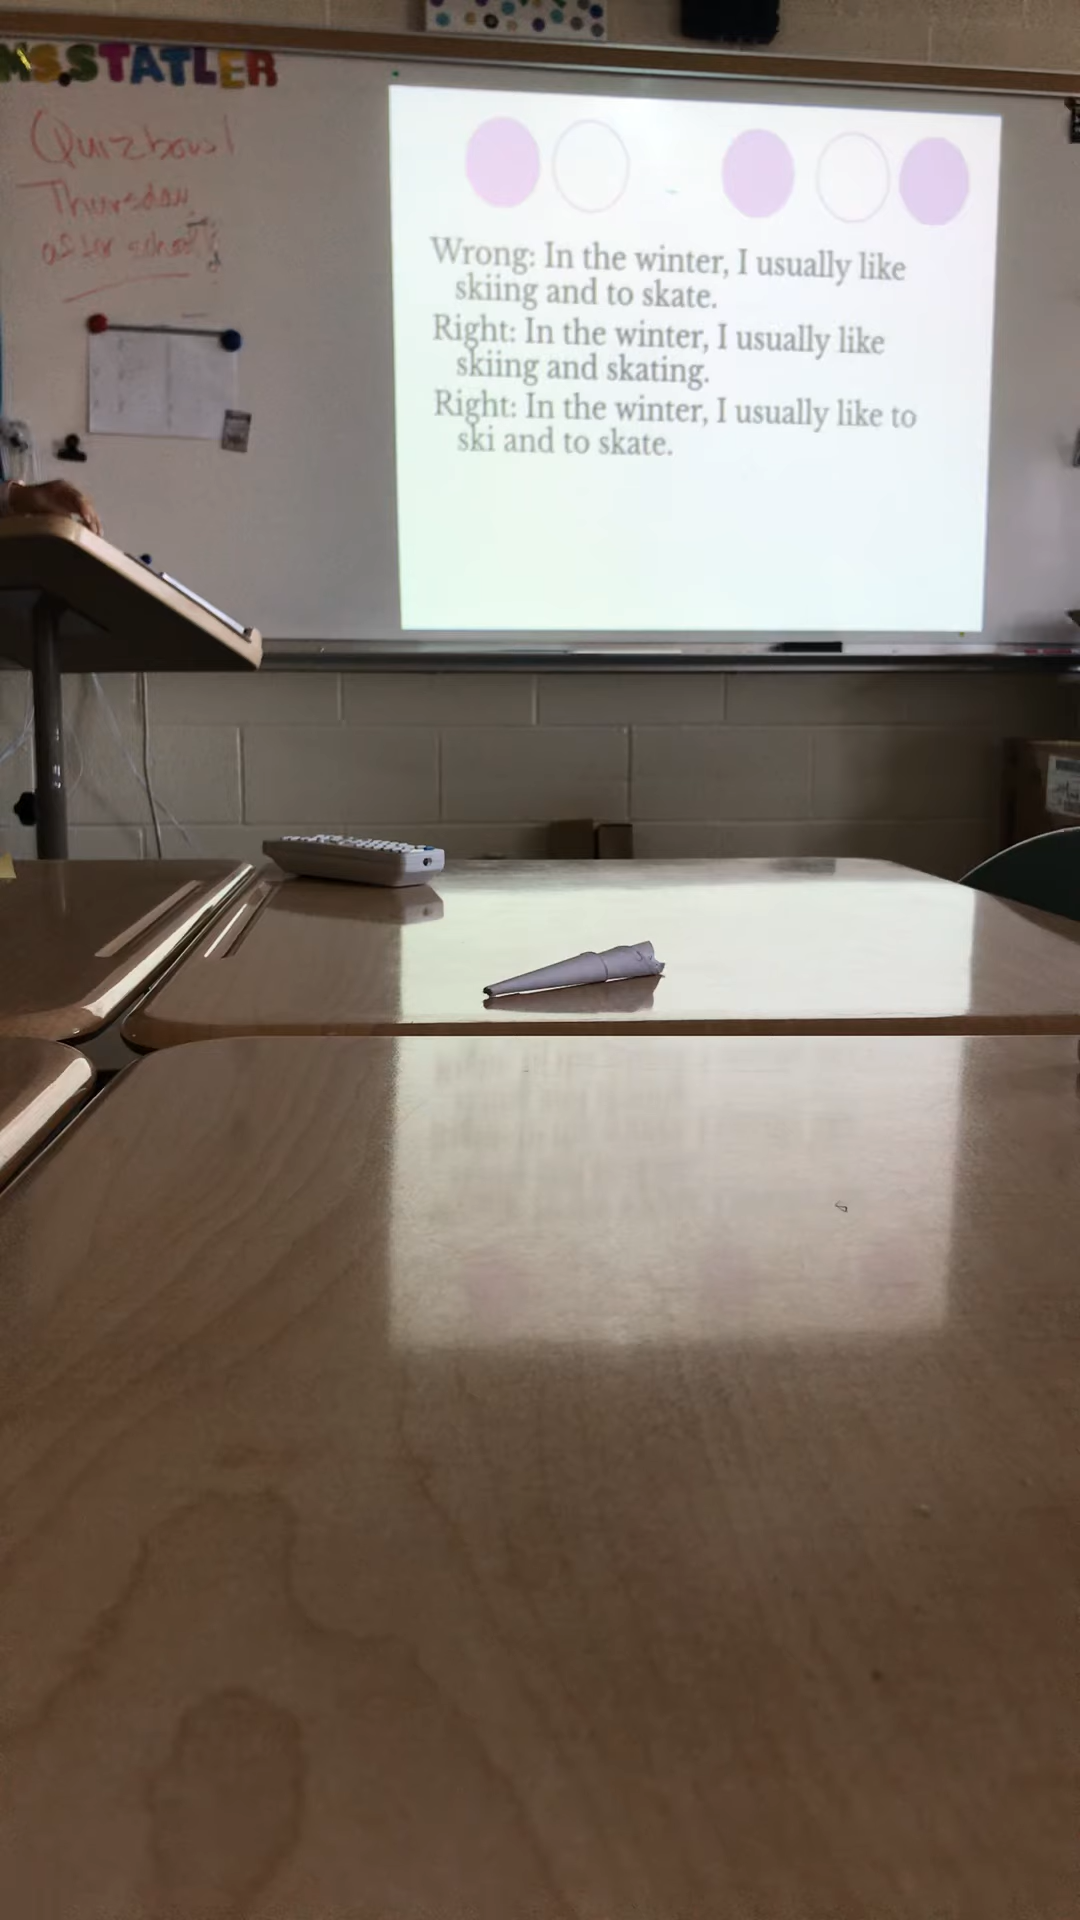 MS.STATLER
Quizbowl
Thursday
after school!
Wrong: In the winter, I usually like
skiing and to skate.
Right: In the winter, I usually like
skiing and skating.
Right: In the winter, I usually like to
ski and to skate.